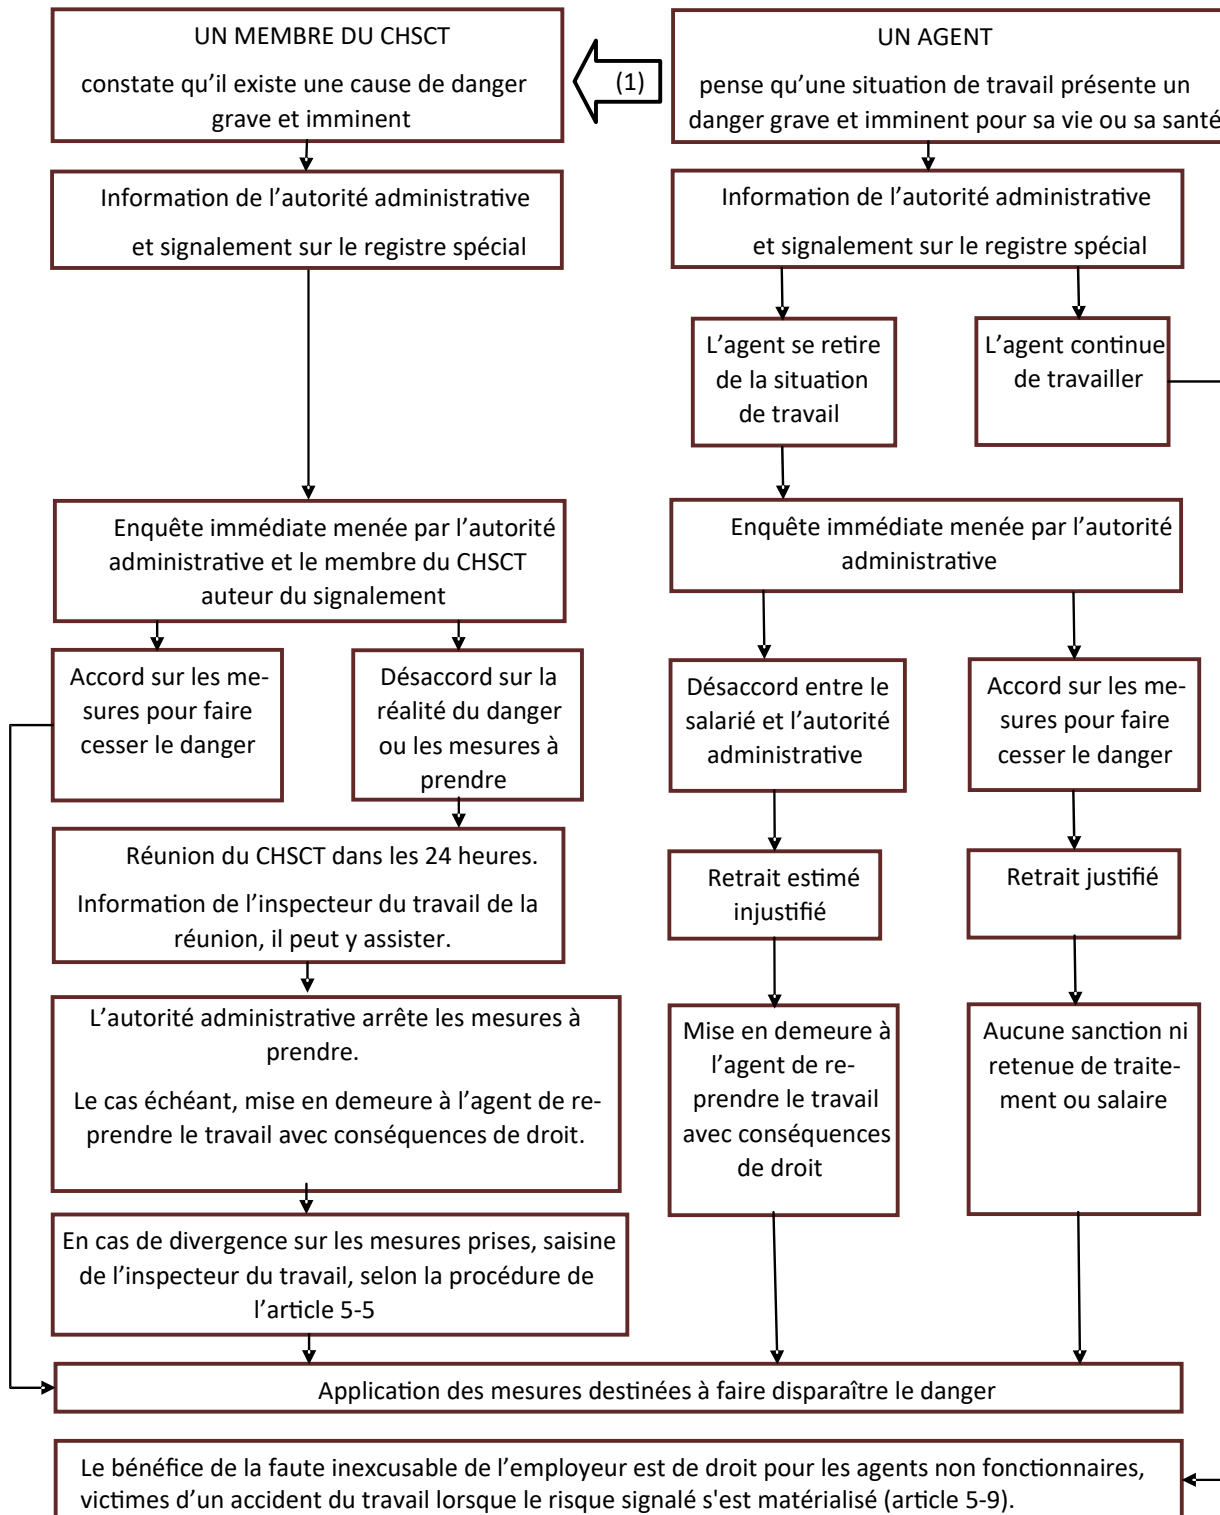 UN MEMBRE DU CHSCT
constate qu’il existe une cause de danger
grave et imminent
(1)
UN AGENT
pense qu’une situation de travail présente un
danger grave et imminent pour sa vie ou sa santé
Information de l’autorité administrative
et signalement sur le registre spécial
Information de l’autorité administrative
et signalement sur le registre spécial
L’agent se retire
de la situation
de travail
L’agent continue
de travailler
Enquête immédiate menée par l’autorité
administrative et le membre du CHSCT
auteur du signalement
Enquête immédiate menée par l’autorité
administrative
Accord sur les me-
sures pour faire
cesser le danger
Désaccord sur la
réalité du danger
ou les mesures à
prendre
Désaccord entre le
salarié et l’autorité
administrative
Accord sur les me-
sures pour faire
cesser le danger
Réunion du CHSCT dans les 24 heures.
Information de l’inspecteur du travail de la
réunion, il peut y assister.
Retrait estimé
injustifié
Retrait justifié
L’autorité administrative arrête les mesures à
prendre.
Le cas échéant, mise en demeure à l’agent de re-
prendre le travail avec conséquences de droit.
Mise en demeure à
l’agent de re-
prendre le travail
avec conséquences
de droit
Aucune sanction ni
retenue de traite-
ment ou salaire
En cas de divergence sur les mesures prises, saisine
de l’inspecteur du travail, selon la procédure de
l’article 5-5
Application des mesures destinées à faire disparaître le danger
Le bénéfice de la faute inexcusable de l’employeur est de droit pour les agents non fonctionnaires,
victimes d’un accident du travail lorsque le risque signalé s'est matérialisé (article 5-9).